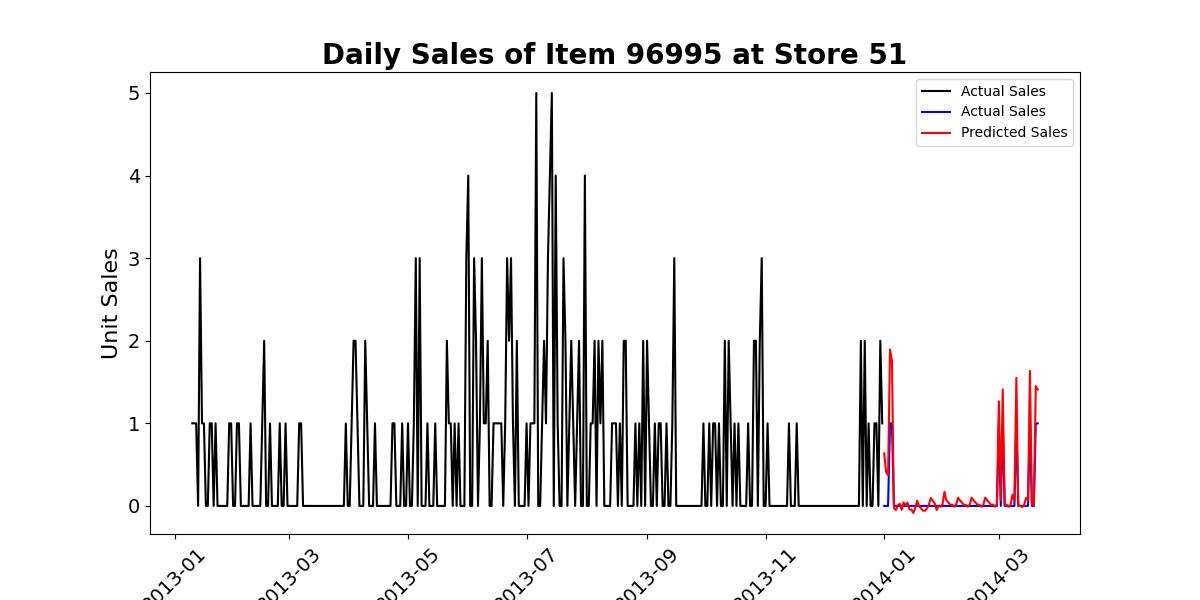 Daily Sales of Item 96995 at Store 51
Actual Sales
Actual Sales
Predicted Sales
Unit Sales
5
4
3
2
1
0
2013-01
2013-03
2013-05
2013-07
2013-09
2013-11
2014-01
2014-03